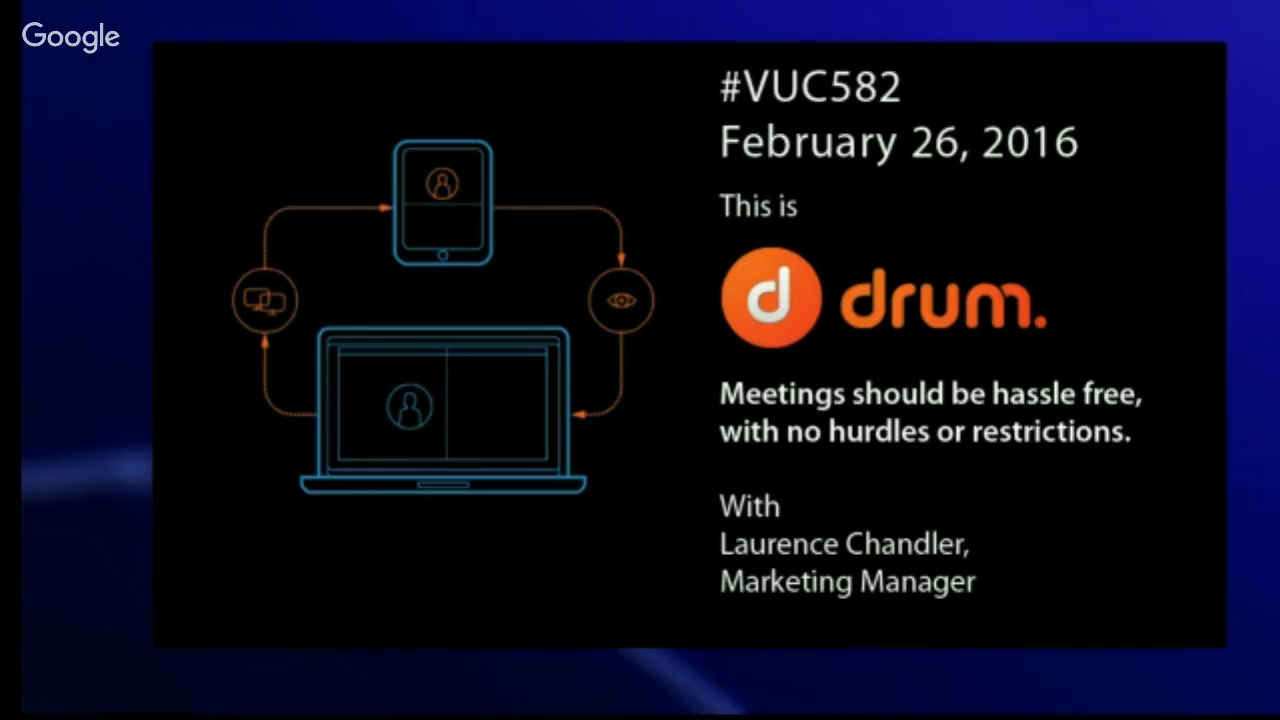 Google
#VUC582
February 26, 2016
This is
d drum.
Meetings should be hassle free,
with no hurdles or restrictions.
With
Laurence Chandler,
Marketing Manager